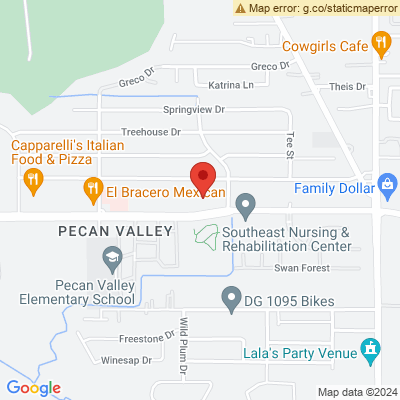 Map error: g.co/staticmaperror
Cowgirls Cafe
Greco Dr
Greco Dr
Katrina Ln
Theis Dr
Springview Dr
Treehouse Dr
Tee St
Capparelli's Italian
Food & Pizza
El Bracero Mexican
Family Dollar
PECAN VALLEY
Southeast Nursing &
Rehabilitation Center
Swan Forest
Pecan Valley
Elementary School
DG 1095 Bikes
Freestone Dr
Wild Plum Dr
Winesap Dr
Lala's Party Venue
Google
Map data ©2024